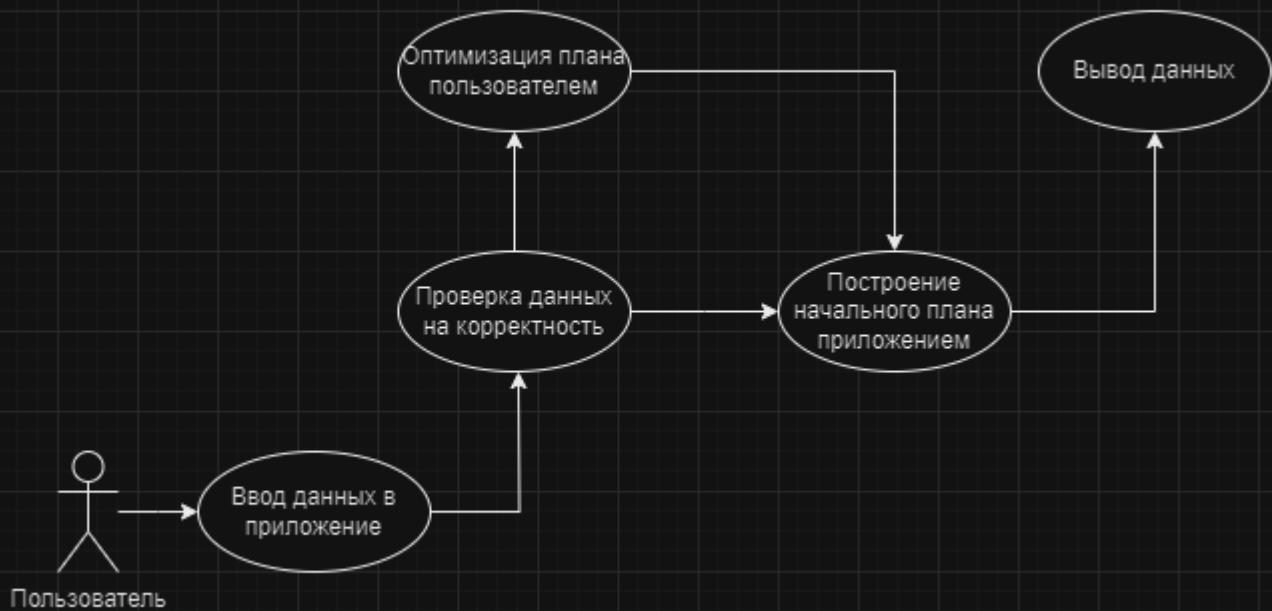 Оптимизация плана
пользователем
Вывод данных
Проверка данных
на корректность
Построение
начального плана
приложением
Ввод данных в
приложение
Пользователь